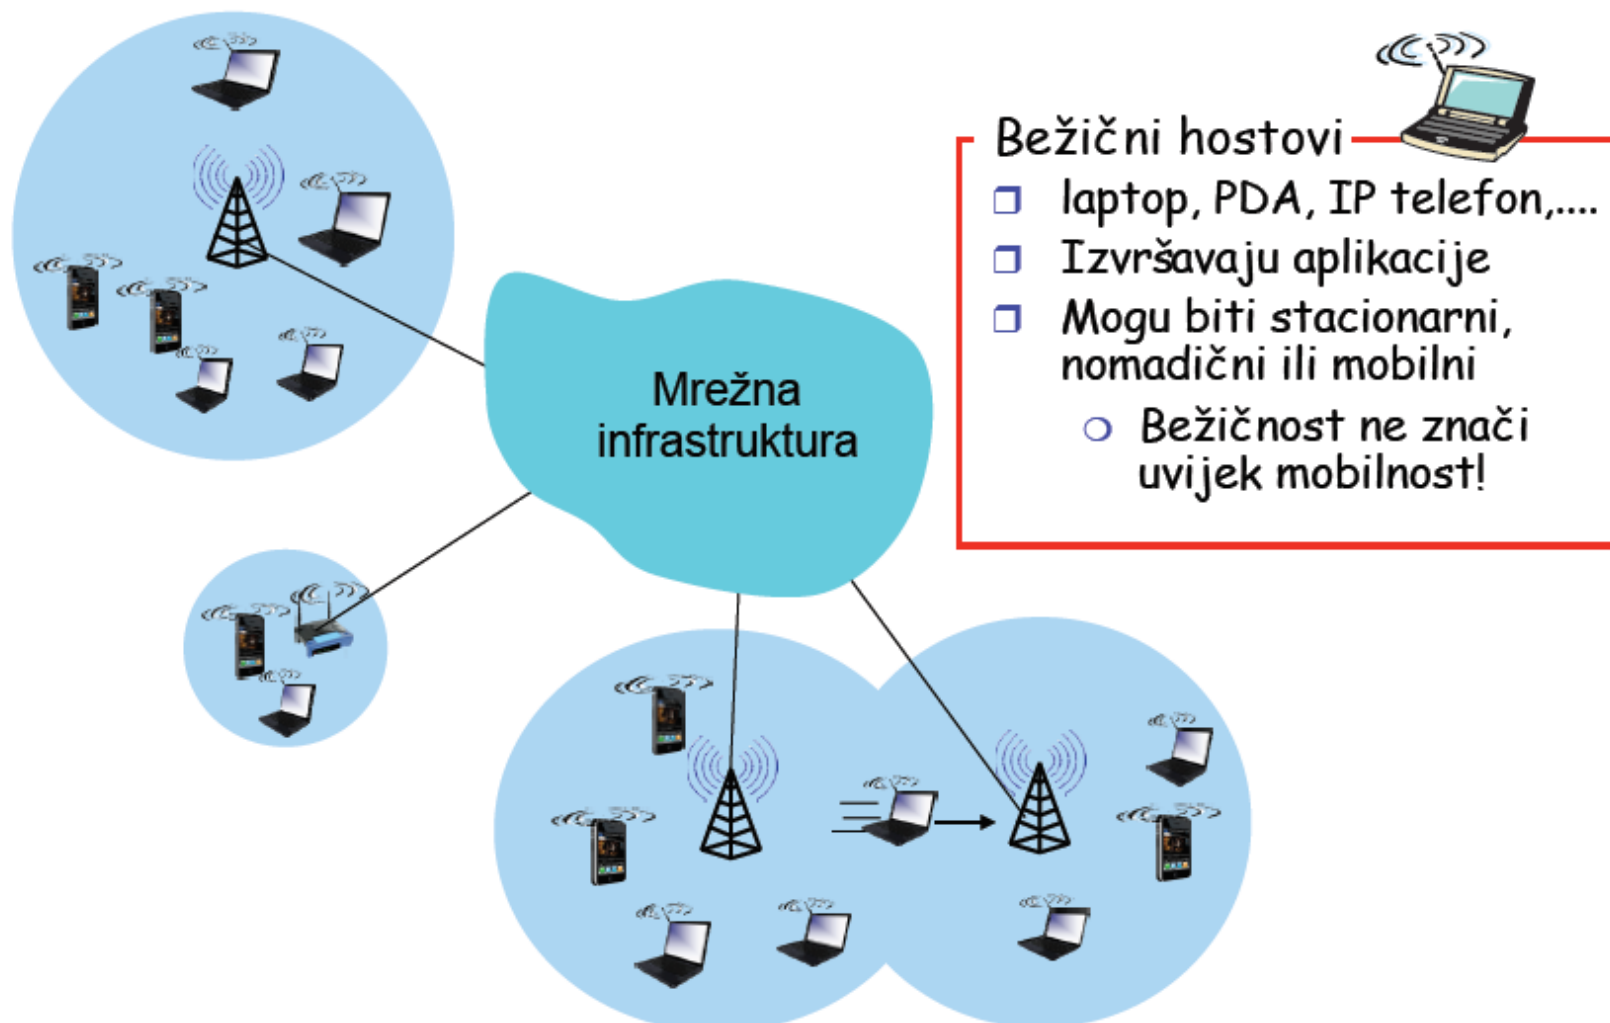 Bežični hostovi
laptop, PDA, IP telefon,....
Izvršavaju aplikacije
Mogu biti stacionarni,
nomadični ili mobilni
Bežičnost ne znači
uvijek mobilnost!
Mrežna
infrastruktura